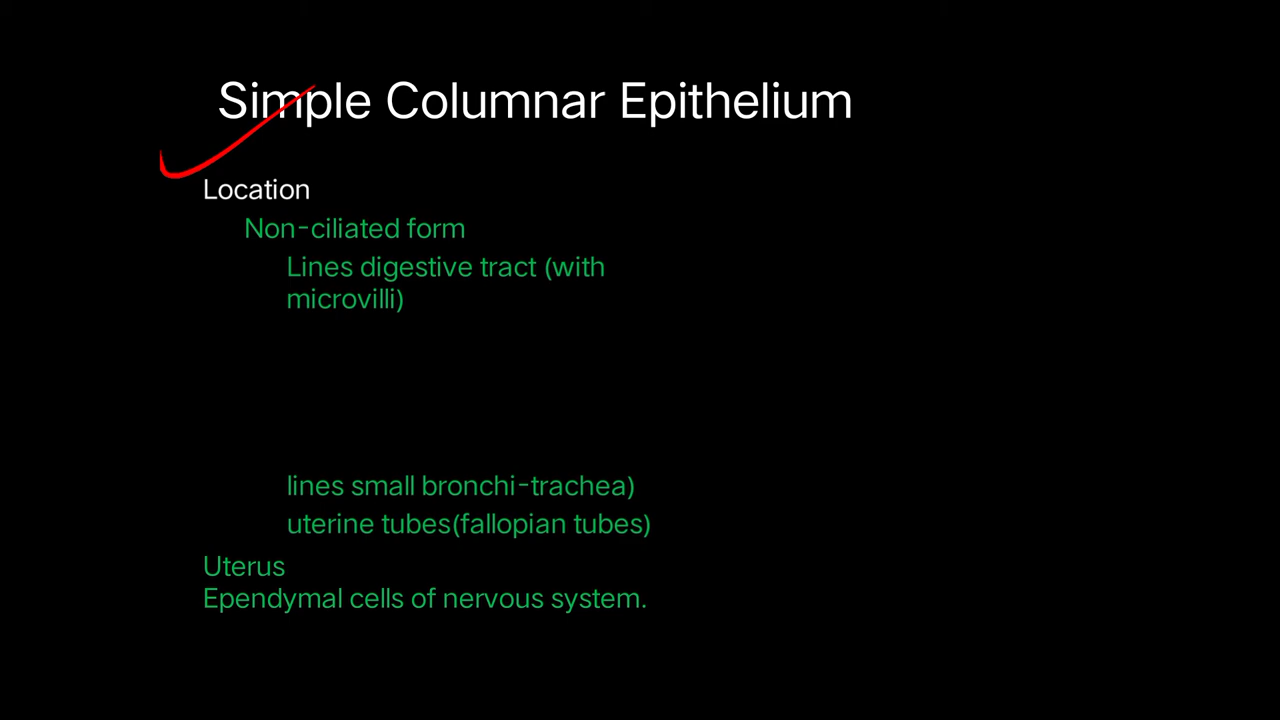 Simple Columnar Epithelium
Location
Non-ciliated form
Lines digestive tract (with
microvilli)
lines small bronchi-trachea)
uterine tubes(fallopian tubes)
Uterus
Ependymal cells of nervous system.